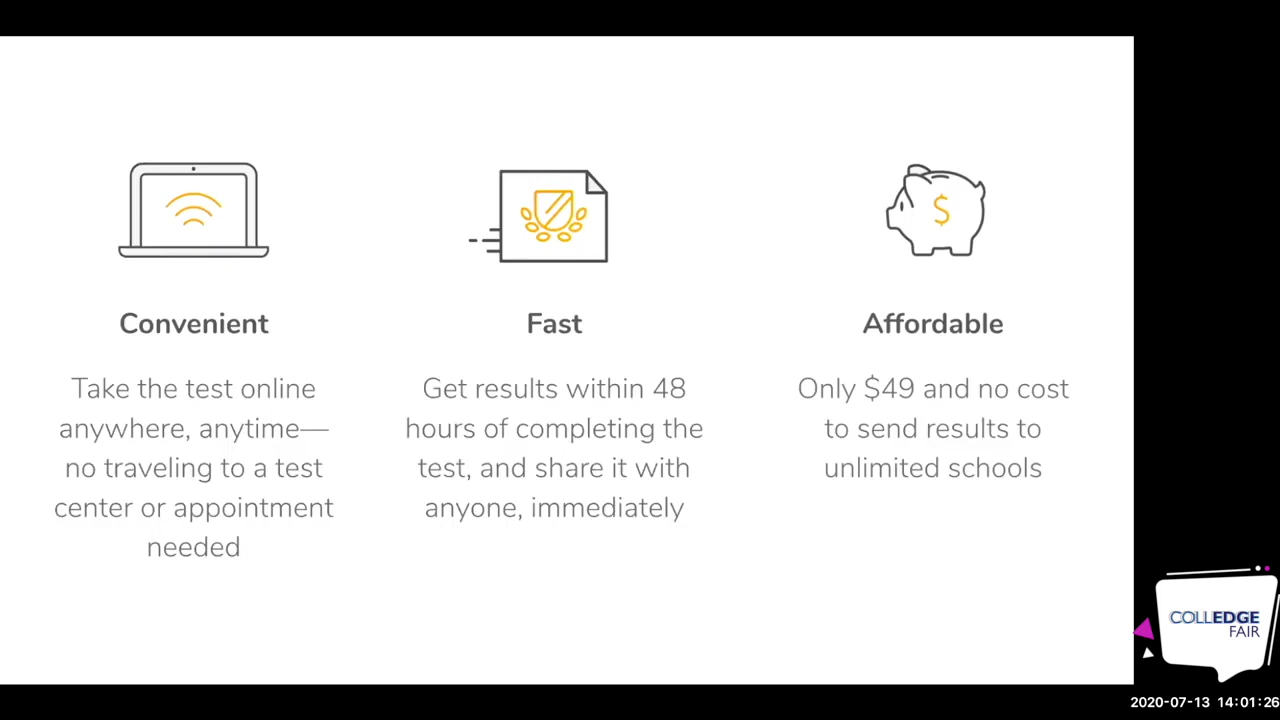 Convenient
Take the test online
anywhere, anytime—
no traveling to a test
center or appointment
needed
Fast
Get results within 48
hours of completing the
test, and share it with
anyone, immediately
$
Affordable
Only $49 and no cost
to send results to
unlimited schools
COLLEDGE
FAIR
2020-07-13 14:01:26